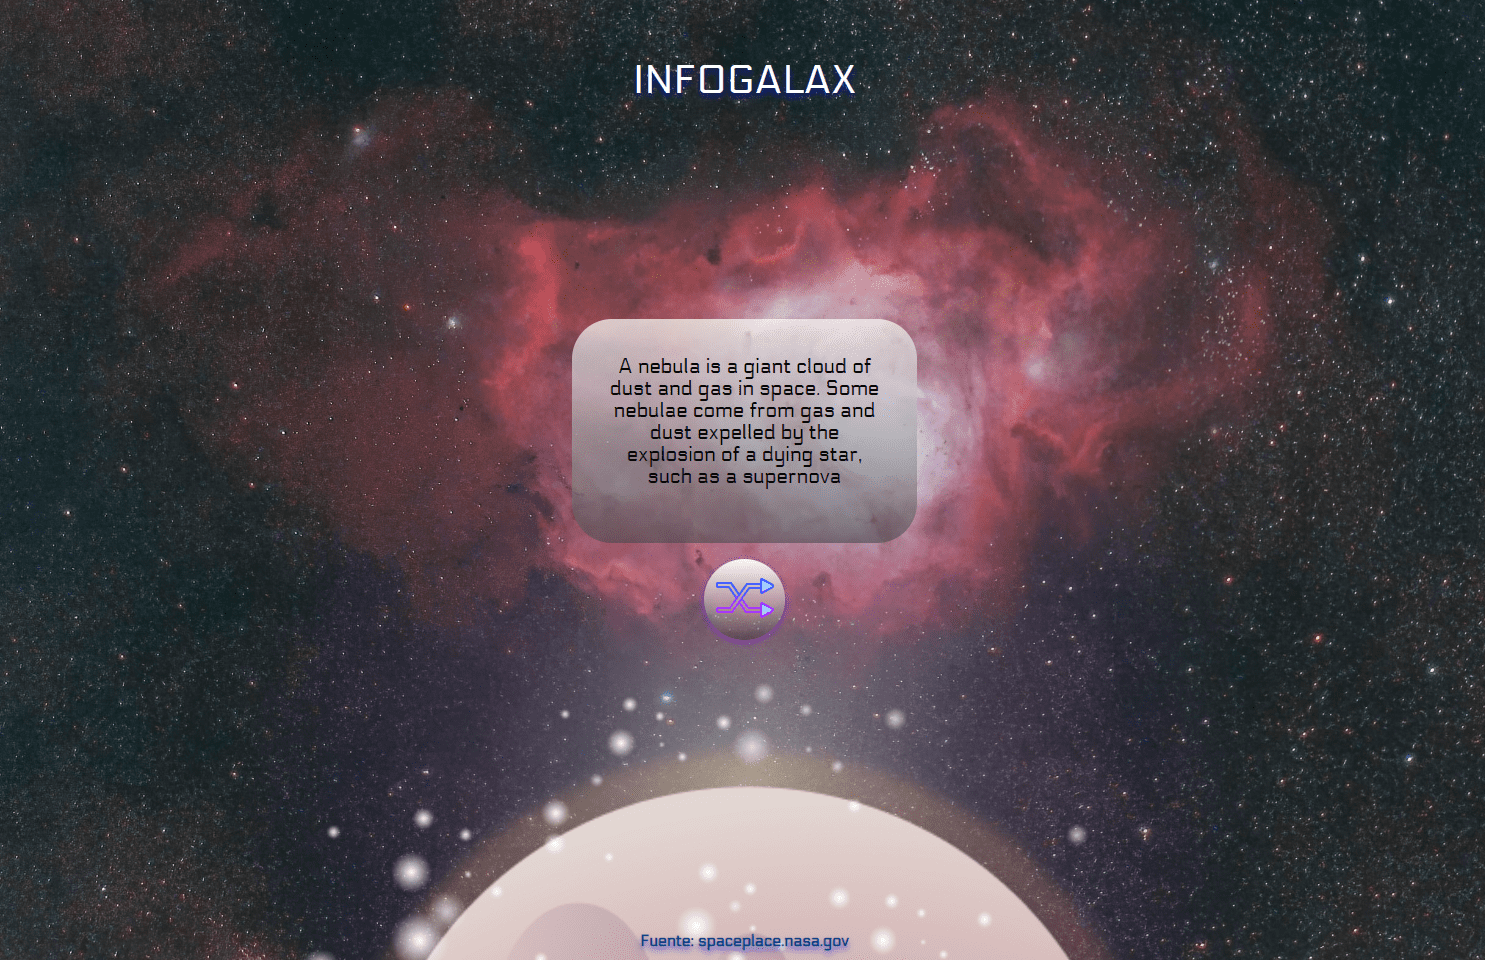 INFOGALAX
A nebula is a giant cloud of
dust and gas in space. Some
nebulae come from gas and
dust expelled by the
explosion of a dying star,
such as a supernova
Fuente: spaceplace.nasa.gov